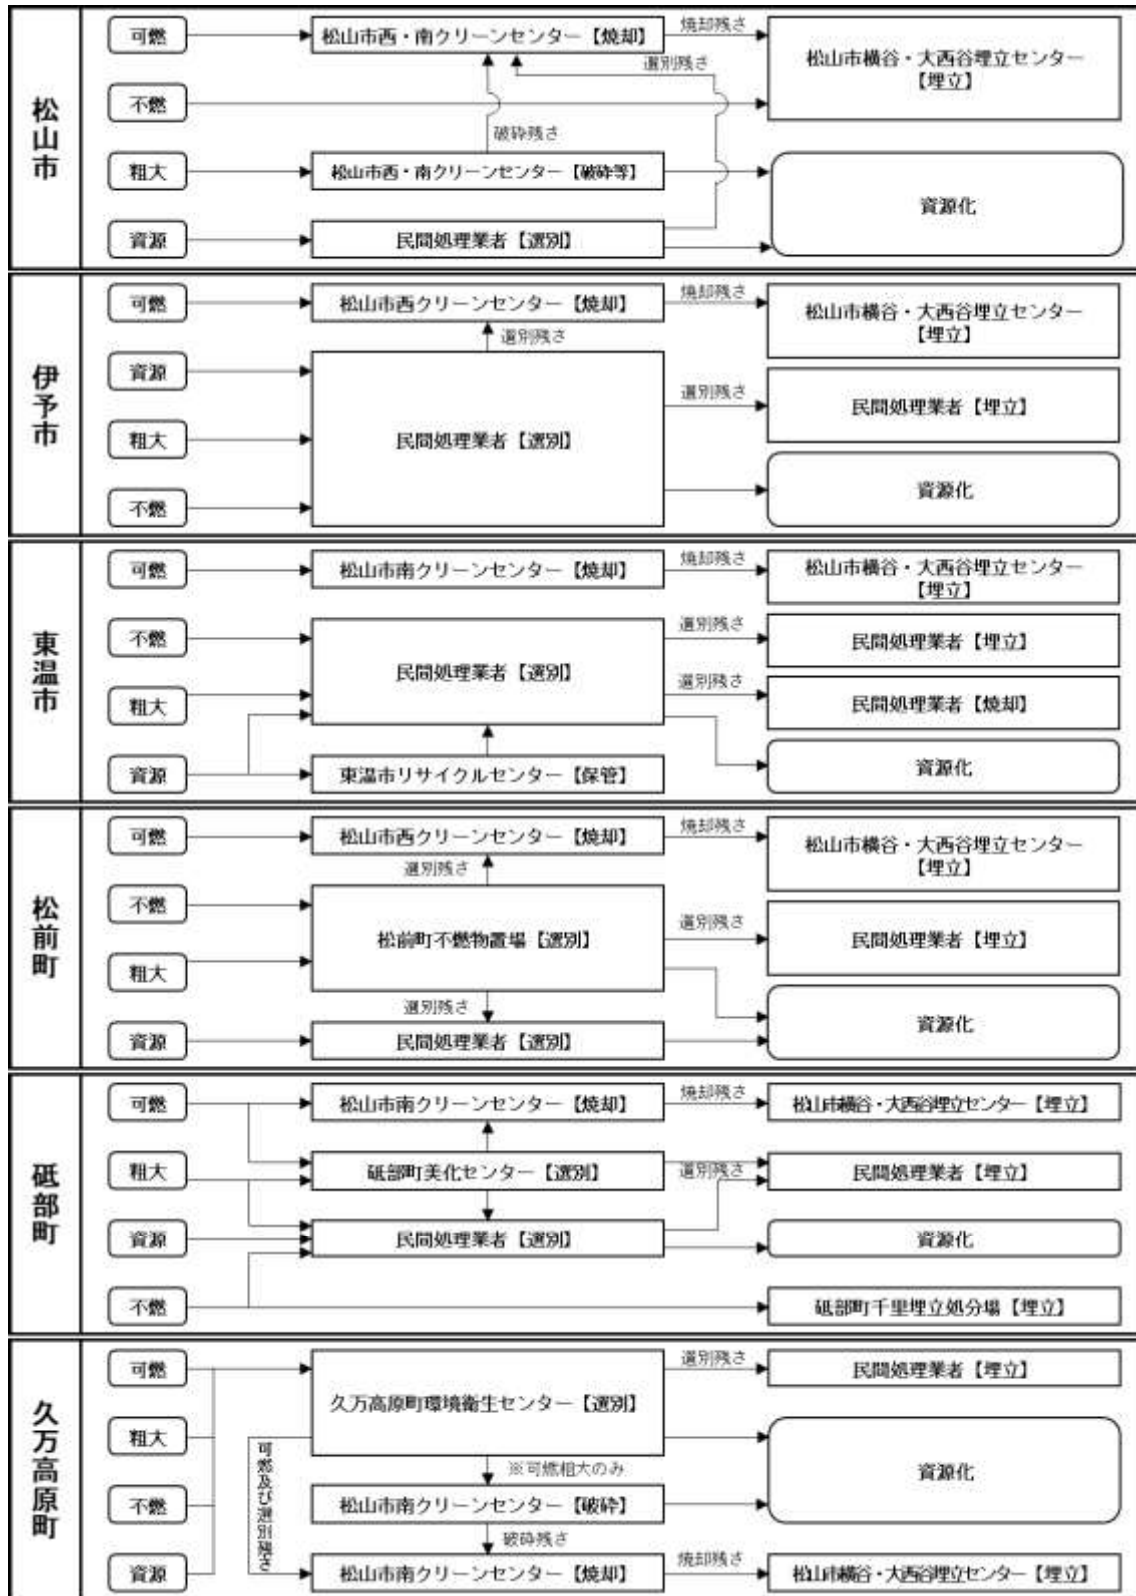 松山市
可燃
松山市西・南クリーンセンター【焼却】
焼却残さ
松山市横谷・大西谷埋立センター
【埋立】
選別残さ
不燃
破砕残さ
粗大
松山市西・南クリーンセンター【破砕等】
資源化
資源
民間処理業者【選別】
伊予市
可燃
松山市西クリーンセンター【焼却】
焼却残さ
松山市横谷・大西谷埋立センター
【埋立】
選別残さ
資源
選別残さ
民間処理業者【埋立】
粗大
民間処理業者【選別】
資源化
不燃
東温市
可燃
松山市南クリーンセンター【焼却】
焼却残さ
松山市横谷・大西谷埋立センター
【埋立】
不燃
選別残さ
民間処理業者【埋立】
民間処理業者【選別】
選別残さ
民間処理業者【焼却】
粗大
資源
東温市リサイクルセンター【保管】
資源化
松前町
可燃
松山市西クリーンセンター【焼却】
焼却残さ
松山市横谷・大西谷埋立センター
【埋立】
選別残さ
不燃
松前町不燃物置場【選別】
選別残さ
民間処理業者【埋立】
粗大
選別残さ
資源化
資源
民間処理業者【選別】
砥部町
可燃
松山市南クリーンセンター【焼却】
焼却残さ
松山市横谷・大西谷埋立センター【埋立】
粗大
砥部町美化センター【選別】
選別残さ
民間処理業者【埋立】
資源
民間処理業者【選別】
資源化
不燃
砥部町千里埋立処分場【埋立】
久万高原町
可燃
選別残さ
民間処理業者【埋立】
久万高原町環境衛生センター【選別】
粗大
可燃及び選別残さ
※可燃粗大のみ
資源化
不燃
松山市南クリーンセンター【破砕】
破砕残さ
資源
松山市南クリーンセンター【焼却】
焼却残さ
松山市横谷・大西谷埋立センター【埋立】